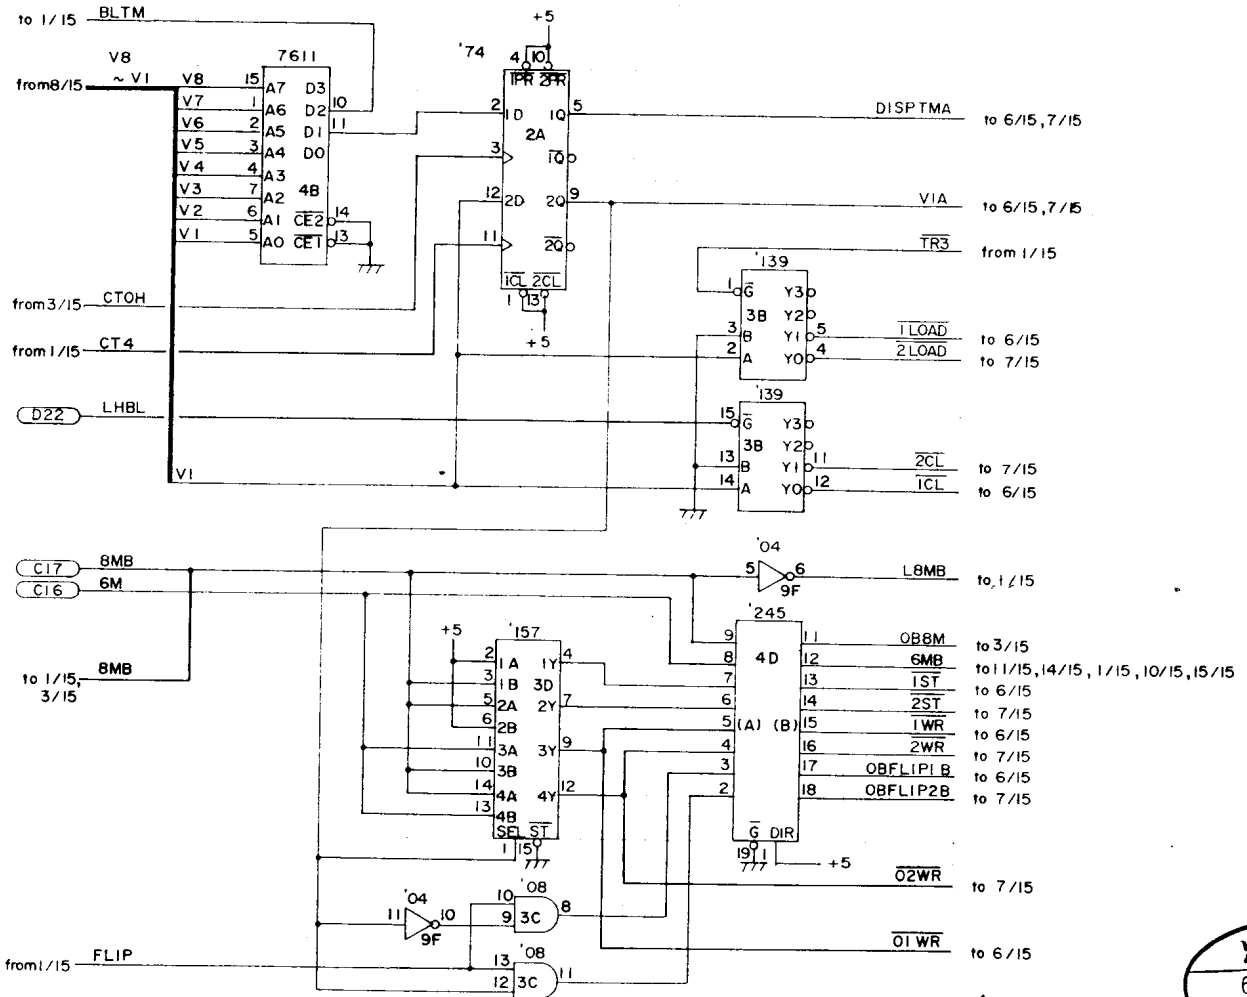 to 1/15 BLTM
+5
V8
~ V1
from8/15
7611
V8 15 A7 D3
V7 1 A6 D2 10
V6 2 A5 D1 11
V5 3 A4 D0
V4 4 A3
V3 7 A2 4B
V2 6 A1 CE2 14
V1 5 A0 CE1 13
'74
4 10
1PR 2PR
2 1D 1Q 5
2A
3 1Q
12 2D 2Q 9
11 2Q
1CL 2CL
1 13
+5
DISPTMA to 6/15,7/15
V1A to 6/15,7/15
TR3 from 1/15
'139
1 G Y3
3B Y2
3 B Y1 5 1LOAD to 6/15
2 A Y0 4 2LOAD to 7/15
from3/15 CTOH
from1/15 CT4
D22 LHBL
V1
'139
15 G Y3
3B Y2
13 B Y1 11 2CL to 7/15
14 A Y0 12 1CL to 6/15
C17 8MB
C16 6M
to 1/15, 8MB
3/15
'04
5 6 L8MB to 1/15
9F
+5
'157
2 1A 1Y 4
3 1B 3D
5 2A 2Y 7
6 2B
11 3A 3Y 9
10 3B
14 4A 4Y 12
13 4B
SEL ST
1 15
'245
9 4D 11 OB8M to 3/15
8 12 6MB to 11/15,14/15, 1/15, 10/15,15/15
7 13 1ST to 6/15
6 14 2ST to 7/15
5 (A) (B) 15 1WR to 6/15
4 16 2WR to 7/15
3 17 OBFLIP1B to 6/15
2 18 OBFLIP2B to 7/15
G DIR
19 1 +5
O2WR to 7/15
'04
11 10
9F
'08
10 8
9 3C
O1WR to 6/15
from1/15 FLIP
'08
13 11
12 3C
6